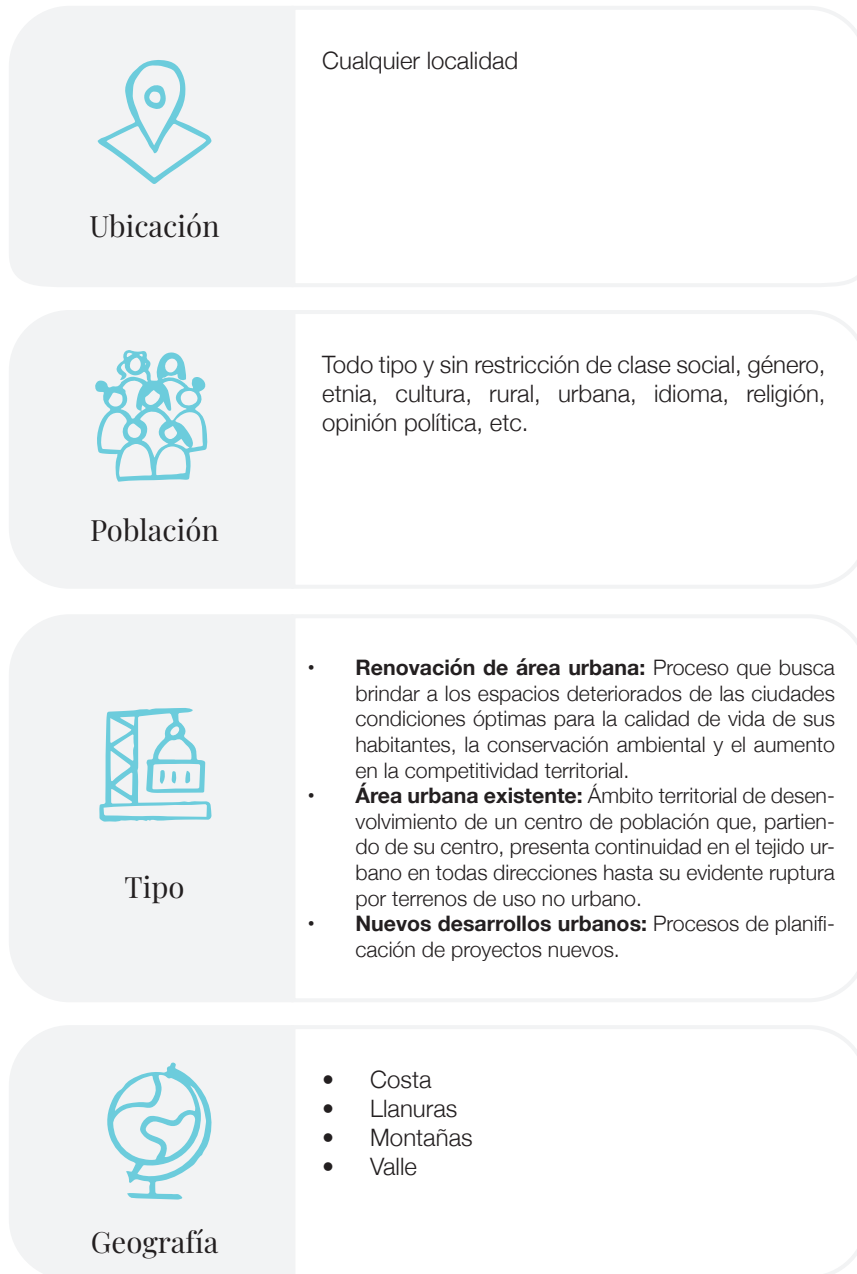 Cualquier localidad
Ubicación
Todo tipo y sin restricción de clase social, género,
etnia, cultura, rural, urbana, idioma, religión,
opinión política, etc.
Población
• Renovación de área urbana: Proceso que busca
brindar a los espacios deteriorados de las ciudades
condiciones óptimas para la calidad de vida de sus
habitantes, la conservación ambiental y el aumento
en la competitividad territorial.
• Área urbana existente: Ámbito territorial de desen-
volvimiento de un centro de población que, partien-
do de su centro, presenta continuidad en el tejido ur-
bano en todas direcciones hasta su evidente ruptura
por terrenos de uso no urbano.
• Nuevos desarrollos urbanos: Procesos de planifi-
cación de proyectos nuevos.
Tipo
• Costa
• Llanuras
• Montañas
• Valle
Geografía